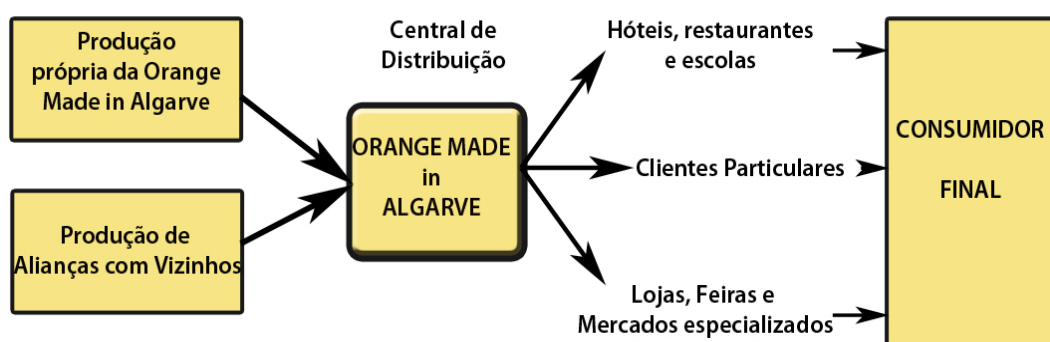 Produção
própria da Orange
Made in Algarve
Produção de
Alianças com Vizinhos
Central de
Distribuição
ORANGE MADE
in
ALGARVE
Hóteis, restaurantes
e escolas
Clientes Particulares
Lojas, Feiras e
Mercados especializados
CONSUMIDOR
FINAL